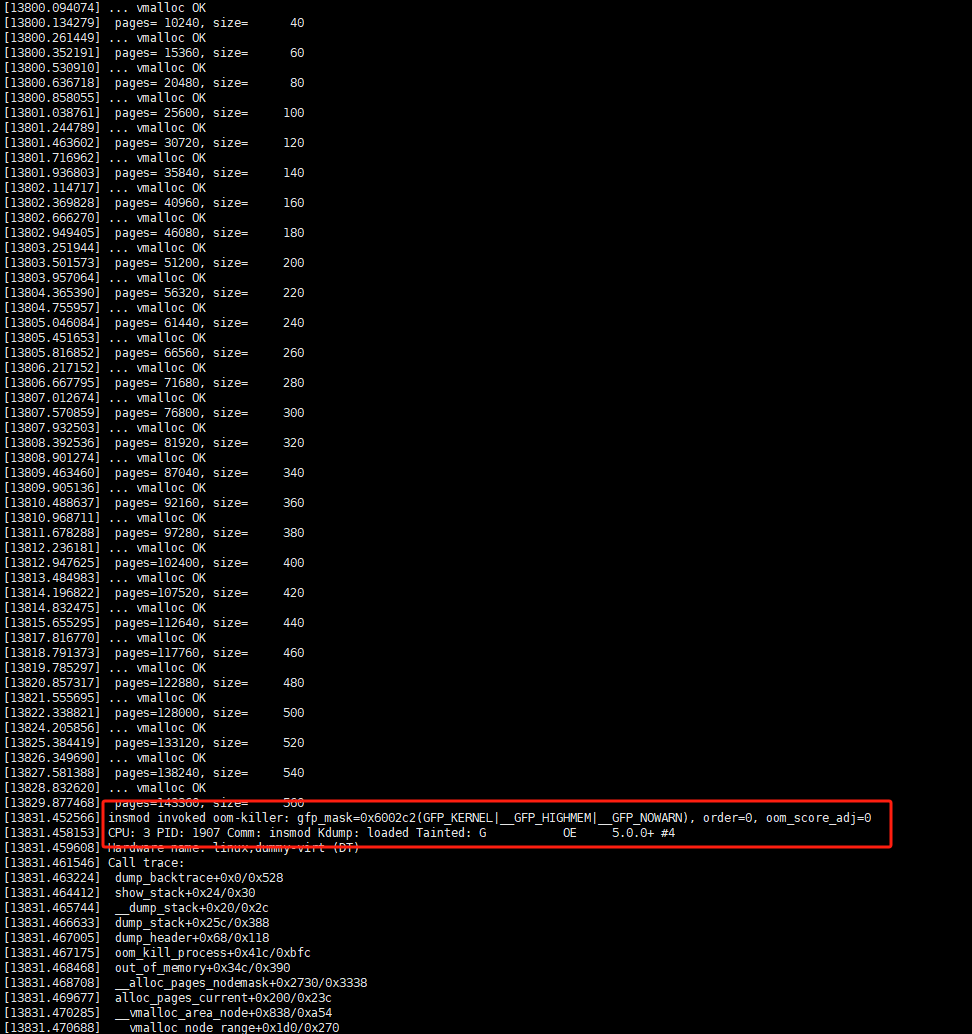 [13800.094074] ... vmalloc OK
[13800.134279]  pages= 10240, size=     40
[13800.261449] ... vmalloc OK
[13800.352191]  pages= 15360, size=     60
[13800.530910] ... vmalloc OK
[13800.636718]  pages= 20480, size=     80
[13800.858055] ... vmalloc OK
[13801.038761]  pages= 25600, size=    100
[13801.244789] ... vmalloc OK
[13801.463602]  pages= 30720, size=    120
[13801.716962] ... vmalloc OK
[13801.936803]  pages= 35840, size=    140
[13802.114717] ... vmalloc OK
[13802.369828]  pages= 40960, size=    160
[13802.666270] ... vmalloc OK
[13802.949405]  pages= 46080, size=    180
[13803.251944] ... vmalloc OK
[13803.501573]  pages= 51200, size=    200
[13803.957064] ... vmalloc OK
[13804.365390]  pages= 56320, size=    220
[13804.755957] ... vmalloc OK
[13805.046084]  pages= 61440, size=    240
[13805.451653] ... vmalloc OK
[13805.816852]  pages= 66560, size=    260
[13806.217152] ... vmalloc OK
[13806.667795]  pages= 71680, size=    280
[13807.012674] ... vmalloc OK
[13807.570859]  pages= 76800, size=    300
[13807.932503] ... vmalloc OK
[13808.392536]  pages= 81920, size=    320
[13808.901274] ... vmalloc OK
[13809.463460]  pages= 87040, size=    340
[13809.905136] ... vmalloc OK
[13810.488637]  pages= 92160, size=    360
[13810.968711] ... vmalloc OK
[13811.678288]  pages= 97280, size=    380
[13812.236181] ... vmalloc OK
[13812.947625]  pages=102400, size=    400
[13813.484983] ... vmalloc OK
[13814.196822]  pages=107520, size=    420
[13814.832475] ... vmalloc OK
[13815.655295]  pages=112640, size=    440
[13817.816770] ... vmalloc OK
[13818.791373]  pages=117760, size=    460
[13819.785297] ... vmalloc OK
[13820.857317]  pages=122880, size=    480
[13821.555695] ... vmalloc OK
[13822.338821]  pages=128000, size=    500
[13824.205856] ... vmalloc OK
[13825.384419]  pages=133120, size=    520
[13826.349690] ... vmalloc OK
[13827.581388]  pages=138240, size=    540
[13828.832620] ... vmalloc OK
[13829.877468]  pages=143360, size=    560
[13831.452566] insmod invoked oom-killer: gfp_mask=0x6002c2(GFP_KERNEL|__GFP_HIGHMEM|__GFP_NOWARN), order=0, oom_score_adj=0
[13831.458153] CPU: 3 PID: 1907 Comm: insmod Kdump: loaded Tainted: G           OE     5.0.0+ #4
[13831.459608] Hardware name: linux,dummy-virt (DT)
[13831.461546] Call trace:
[13831.463224]  dump_backtrace+0x0/0x528
[13831.464412]  show_stack+0x24/0x30
[13831.465744]  __dump_stack+0x20/0x2c
[13831.466633]  dump_stack+0x25c/0x388
[13831.467005]  dump_header+0x68/0x118
[13831.467175]  oom_kill_process+0x41c/0xbfc
[13831.468468]  out_of_memory+0x34c/0x390
[13831.468708]  __alloc_pages_nodemask+0x2730/0x3338
[13831.469677]  alloc_pages_current+0x200/0x23c
[13831.470285]  __vmalloc_area_node+0x838/0xa54
[13831.470688]  __vmalloc_node_range+0x1d0/0x270